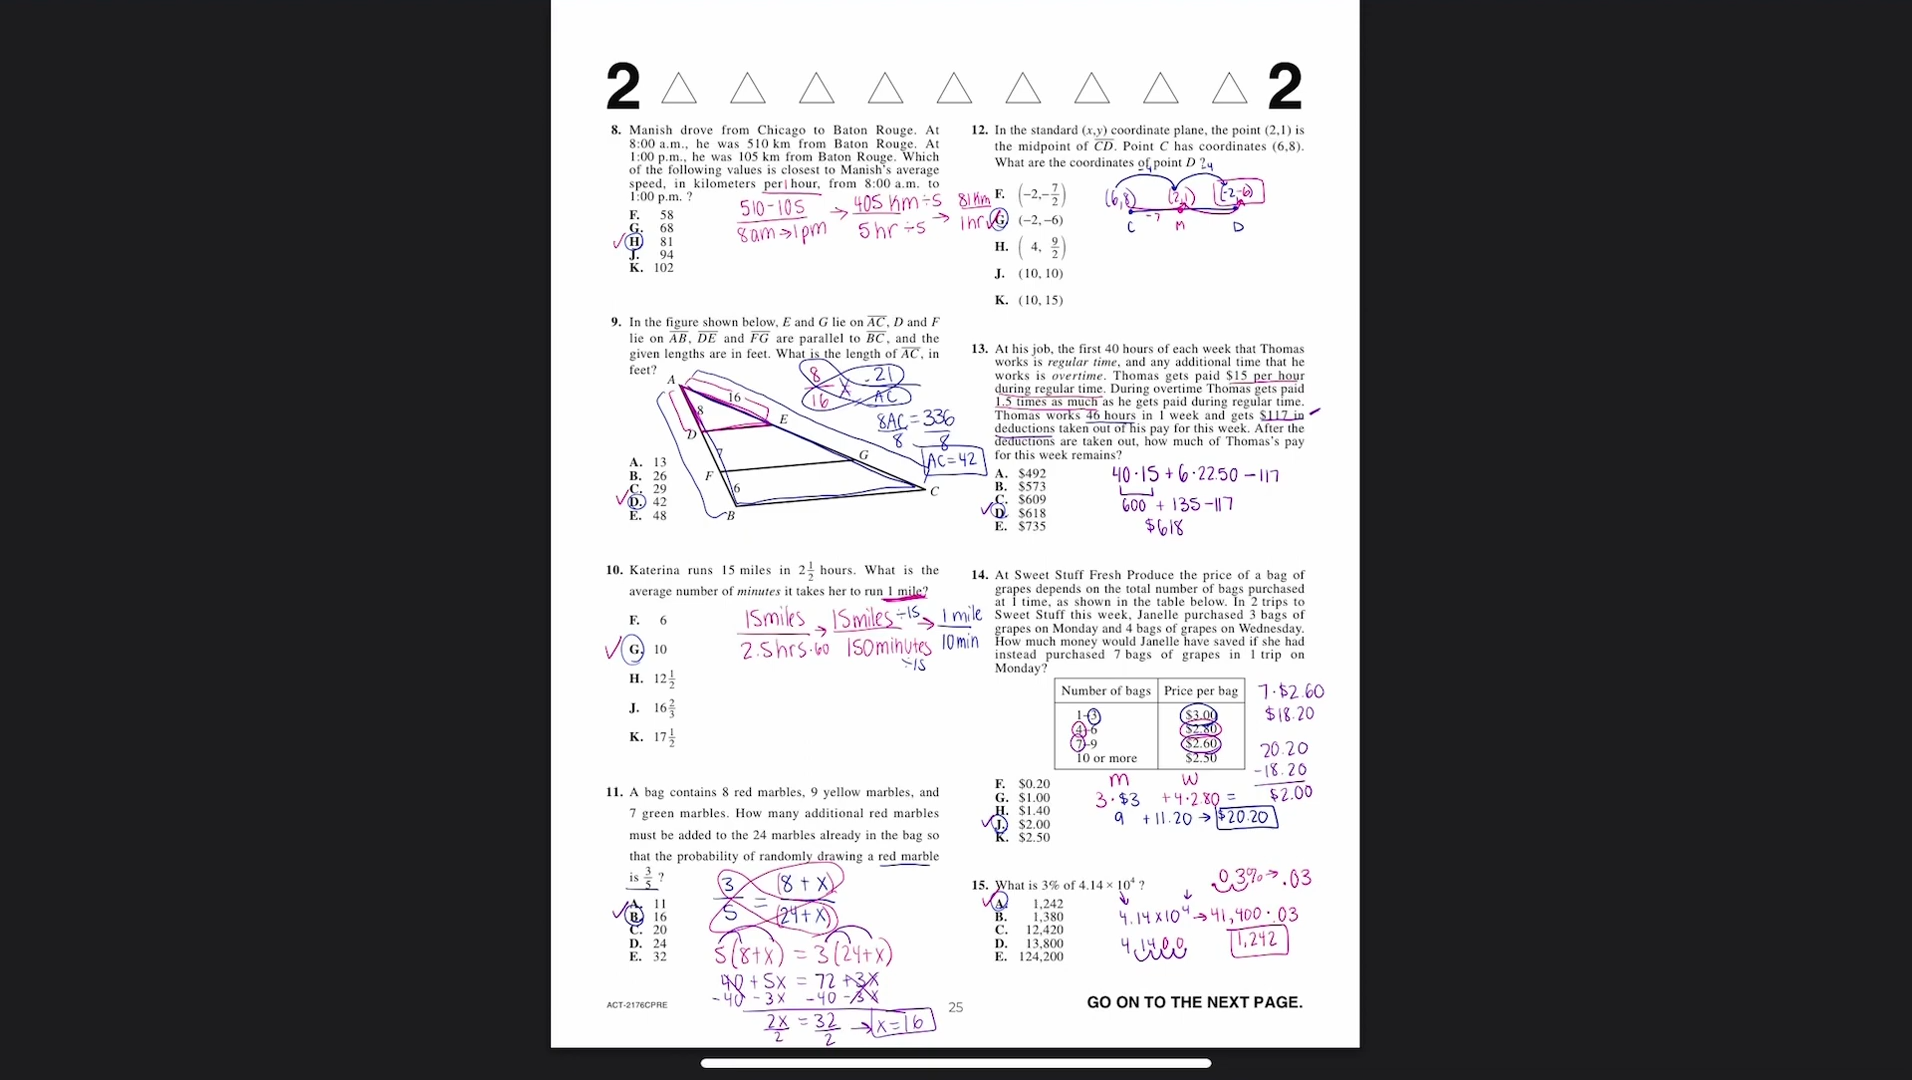 2 2
8. Manish drove from Chicago to Baton Rouge. At
8:00 a.m., he was 510 km from Baton Rouge. At
1:00 p.m., he was 105 km from Baton Rouge. Which
of the following values is closest to Manish's average
speed, in kilometers per hour, from 8:00 a.m. to
1:00 p.m. ?
510-105 → 405 Km÷5 → 81Km
8am→1pm 5hr ÷5 1hr
F. 58
G. 68
H. 81
J. 94
K. 102
9. In the figure shown below, E and G lie on AC, D and F
lie on AB, DE and FG are parallel to BC, and the
given lengths are in feet. What is the length of AC, in
feet?
A
16
8
E
D
7
G
F
6
C
B
8 x 21
16 AC
8AC = 336
8 8
AC=42
A. 13
B. 26
C. 29
D. 42
E. 48
10. Katerina runs 15 miles in 2 1/2 hours. What is the
average number of minutes it takes her to run 1 mile?
15miles → 15miles ÷15 → 1 mile
2.5hrs·60 150minutes 10min
÷15
F. 6
G. 10
H. 12 1/2
J. 16 2/3
K. 17 1/2
11. A bag contains 8 red marbles, 9 yellow marbles, and
7 green marbles. How many additional red marbles
must be added to the 24 marbles already in the bag so
that the probability of randomly drawing a red marble
is 3/5 ?
A. 11
B. 16
C. 20
D. 24
E. 32
3 = (8 + x)
5 (24+x)
5(8+x) = 3(24+x)
40 + 5x = 72 +3x
-40 -3x -40 -3x
2x = 32 → x=16
2 2
12. In the standard (x,y) coordinate plane, the point (2,1) is
the midpoint of CD. Point C has coordinates (6,8).
What are the coordinates of point D ?
-4 -4
(6,8) (2,1) (-2,-6)
-7
C M D
F. (−2,−7/2)
G. (−2, −6)
H. ( 4, 9/2)
J. (10, 10)
K. (10, 15)
13. At his job, the first 40 hours of each week that Thomas
works is regular time, and any additional time that he
works is overtime. Thomas gets paid $15 per hour
during regular time. During overtime Thomas gets paid
1.5 times as much as he gets paid during regular time.
Thomas works 46 hours in 1 week and gets $117 in
deductions taken out of his pay for this week. After the
deductions are taken out, how much of Thomas's pay
for this week remains?
A. $492
B. $573
C. $609
D. $618
E. $735
40·15 + 6·22.50 −117
600 + 135−117
$618
14. At Sweet Stuff Fresh Produce the price of a bag of
grapes depends on the total number of bags purchased
at 1 time, as shown in the table below. In 2 trips to
Sweet Stuff this week, Janelle purchased 3 bags of
grapes on Monday and 4 bags of grapes on Wednesday.
How much money would Janelle have saved if she had
instead purchased 7 bags of grapes in 1 trip on
Monday?
Number of bags Price per bag
1–3 $3.00
4–6 $2.80
7–9 $2.60
10 or more $2.50
7·$2.60
$18.20
20.20
-18.20
$2.00
F. $0.20
G. $1.00
H. $1.40
J. $2.00
K. $2.50
m w
3·$3 +4·2.80 =
9 +11.20 → $20.20
15. What is 3% of 4.14 × 10⁴ ?
A. 1,242
B. 1,380
C. 12,420
D. 13,800
E. 124,200
03% → .03
4.14x10⁴ → 41,400·.03
4.1400
1,242
ACT-2176CPRE
25
GO ON TO THE NEXT PAGE.